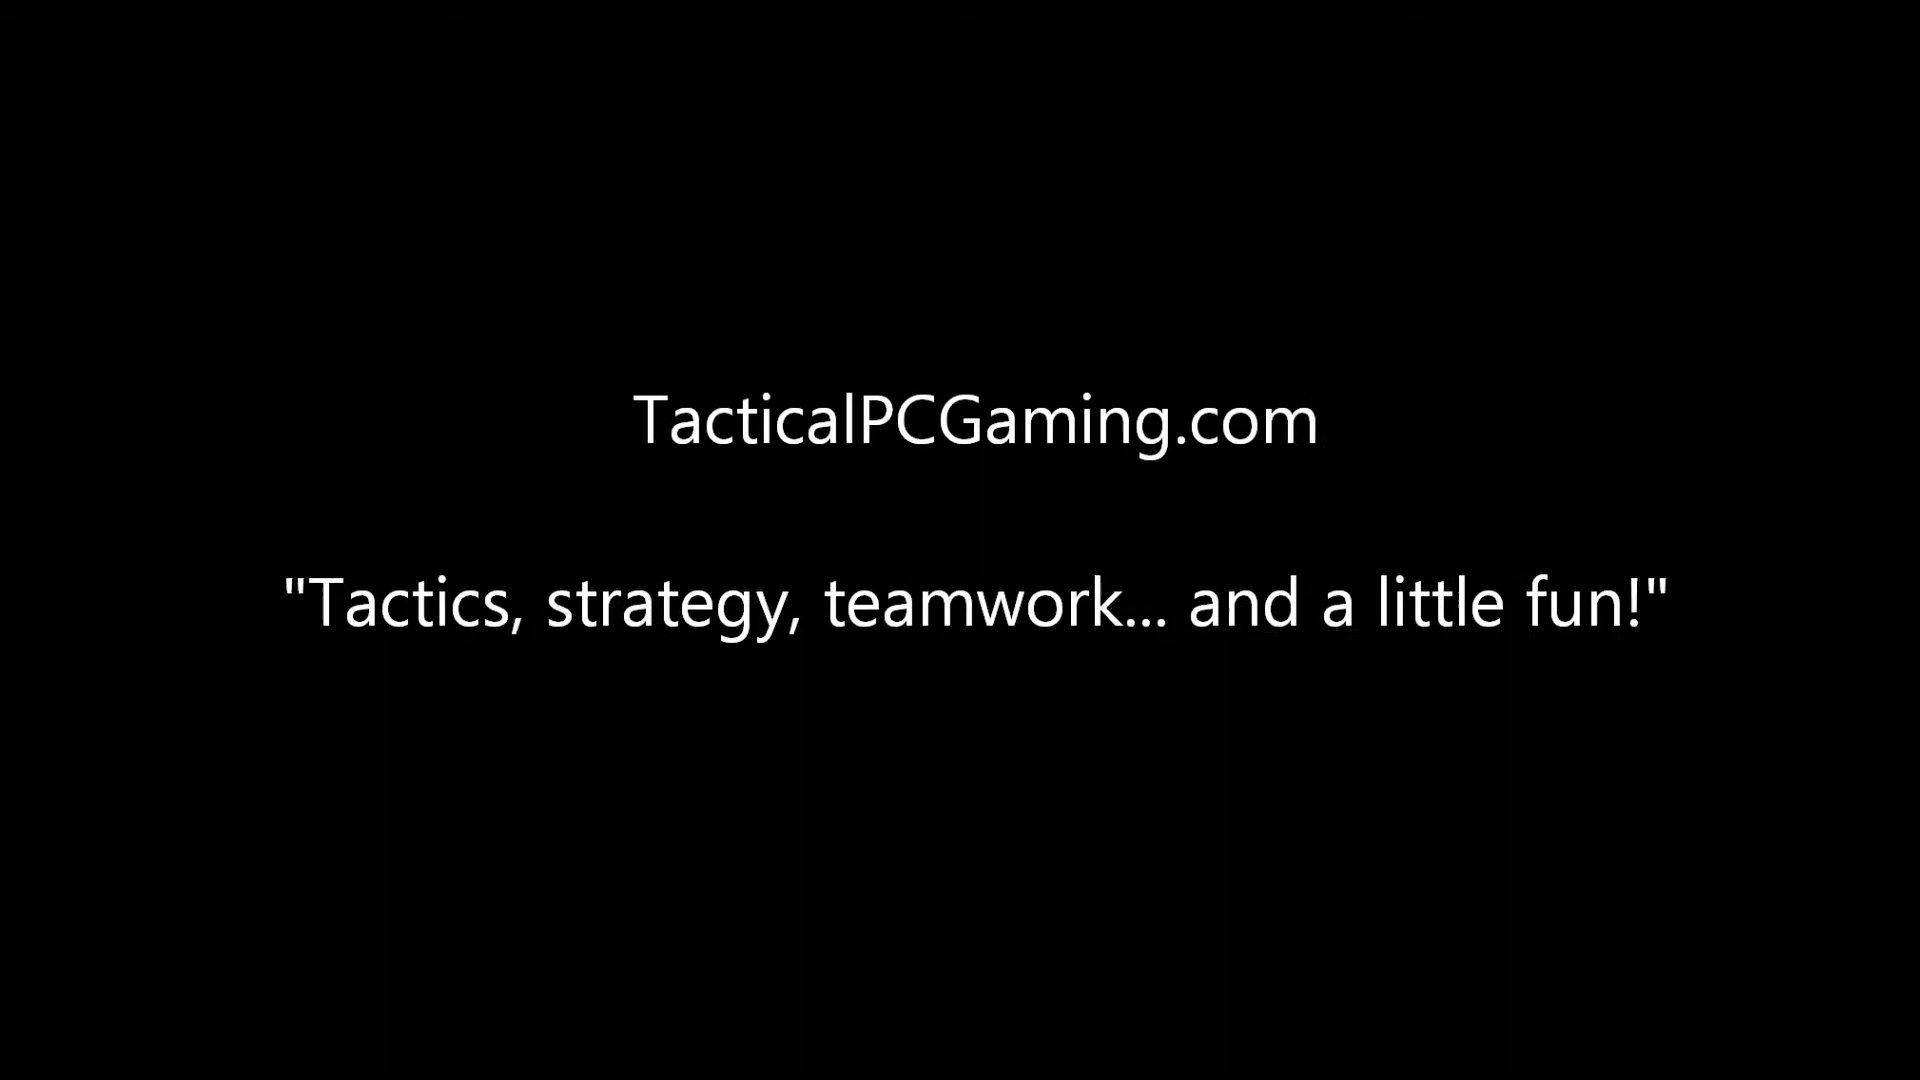 TacticalPCGaming.com
"Tactics, strategy, teamwork... and a little fun!"